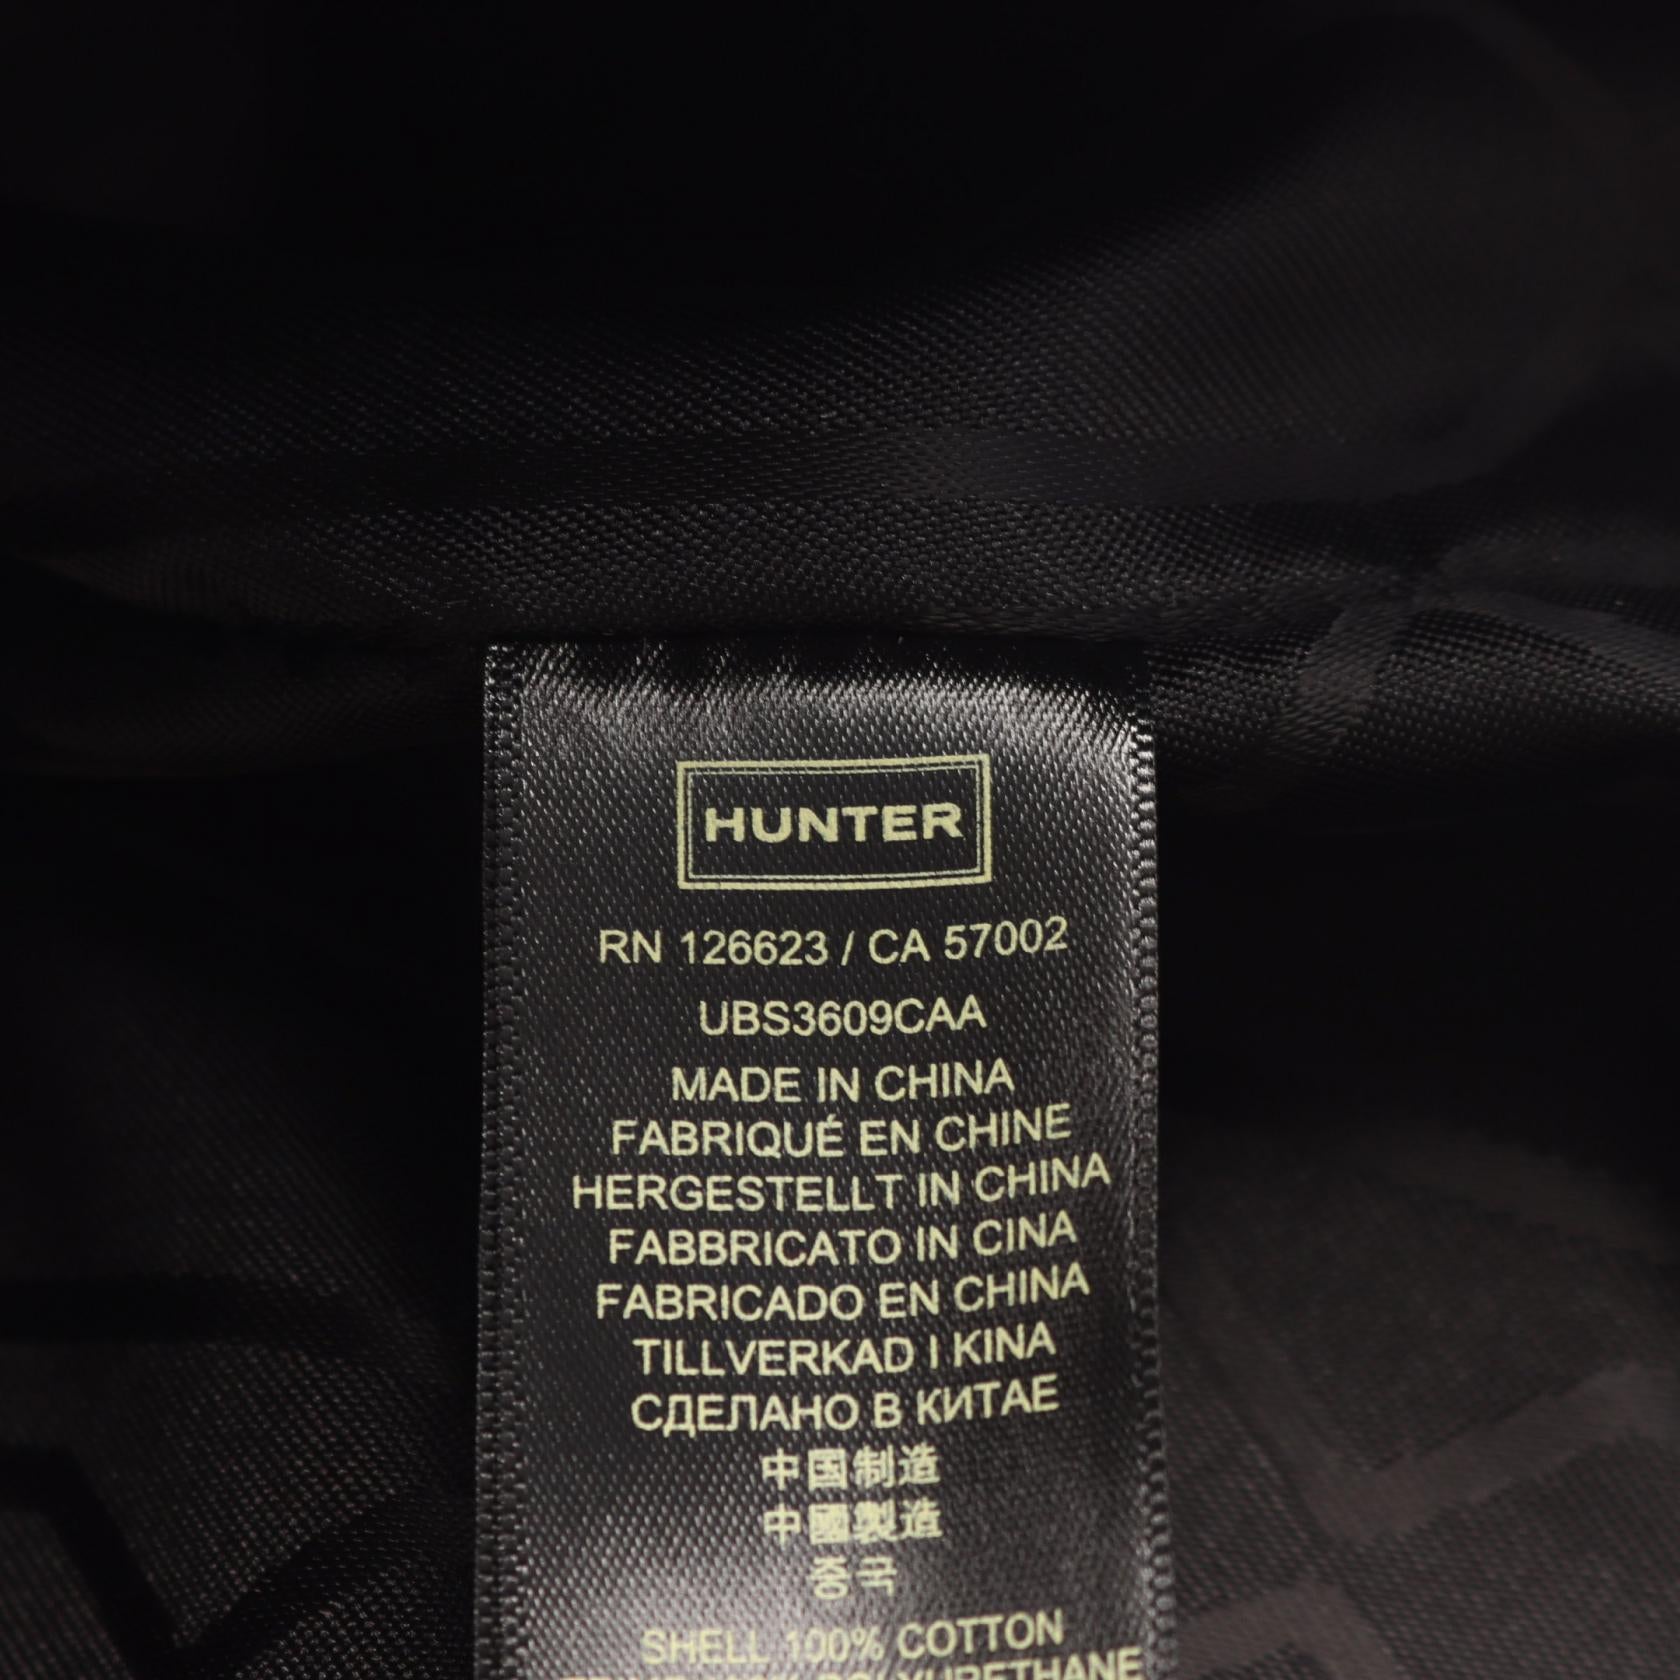 HUNTER
RN 126623 / CA 57002
UBS3609CAA
MADE IN CHINA
FABRIQUÉ EN CHINE
HERGESTELLT IN CHINA
FABBRICATO IN CINA
FABRICADO EN CHINA
TILLVERKAD I KINA
СДЕЛАНО В КИТАЕ
中国制造
中國製造
중국
SHELL 100% COTTON